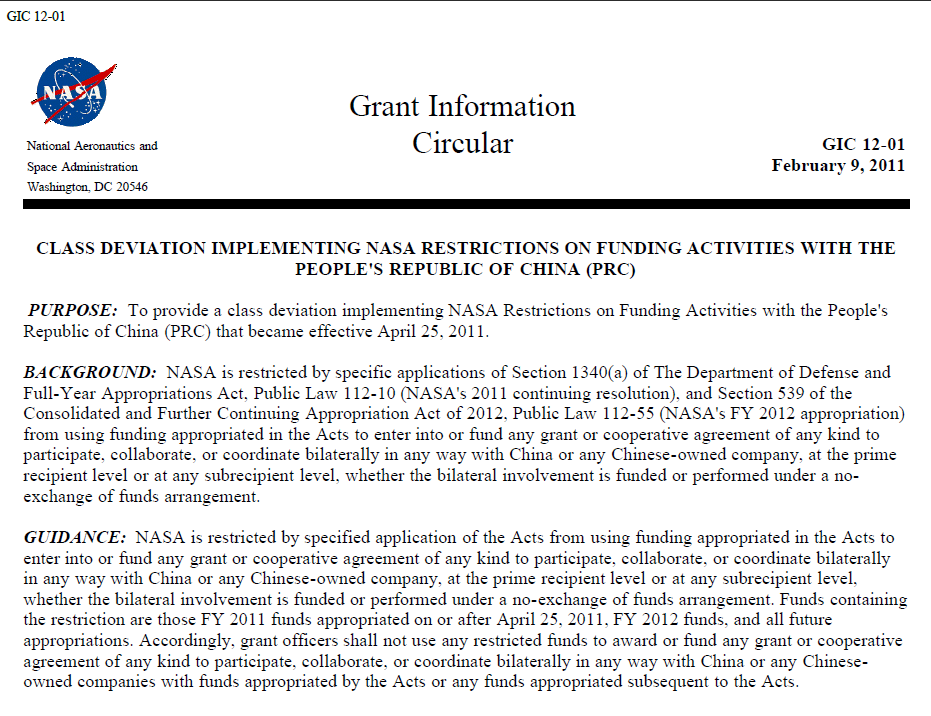 GIC 12-01
NASA
National Aeronautics and
Space Administration
Washington, DC 20546
Grant Information
Circular
GIC 12-01
February 9, 2011
CLASS DEVIATION IMPLEMENTING NASA RESTRICTIONS ON FUNDING ACTIVITIES WITH THE
PEOPLE'S REPUBLIC OF CHINA (PRC)
PURPOSE: To provide a class deviation implementing NASA Restrictions on Funding Activities with the People's
Republic of China (PRC) that became effective April 25, 2011.
BACKGROUND: NASA is restricted by specific applications of Section 1340(a) of The Department of Defense and
Full-Year Appropriations Act, Public Law 112-10 (NASA's 2011 continuing resolution), and Section 539 of the
Consolidated and Further Continuing Appropriation Act of 2012, Public Law 112-55 (NASA's FY 2012 appropriation)
from using funding appropriated in the Acts to enter into or fund any grant or cooperative agreement of any kind to
participate, collaborate, or coordinate bilaterally in any way with China or any Chinese-owned company, at the prime
recipient level or at any subrecipient level, whether the bilateral involvement is funded or performed under a no-
exchange of funds arrangement.
GUIDANCE: NASA is restricted by specified application of the Acts from using funding appropriated in the Acts to
enter into or fund any grant or cooperative agreement of any kind to participate, collaborate, or coordinate bilaterally
in any way with China or any Chinese-owned company, at the prime recipient level or at any subrecipient level,
whether the bilateral involvement is funded or performed under a no-exchange of funds arrangement. Funds containing
the restriction are those FY 2011 funds appropriated on or after April 25, 2011, FY 2012 funds, and all future
appropriations. Accordingly, grant officers shall not use any restricted funds to award or fund any grant or cooperative
agreement of any kind to participate, collaborate, or coordinate bilaterally in any way with China or any Chinese-
owned companies with funds appropriated by the Acts or any funds appropriated subsequent to the Acts.